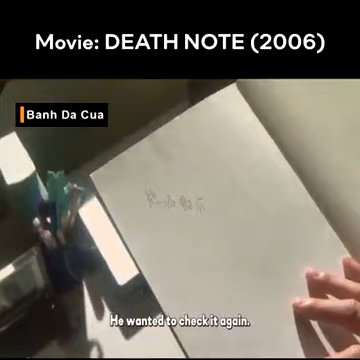 Movie: DEATH NOTE (2006)
Banh Da Cua
He wanted to check it again.